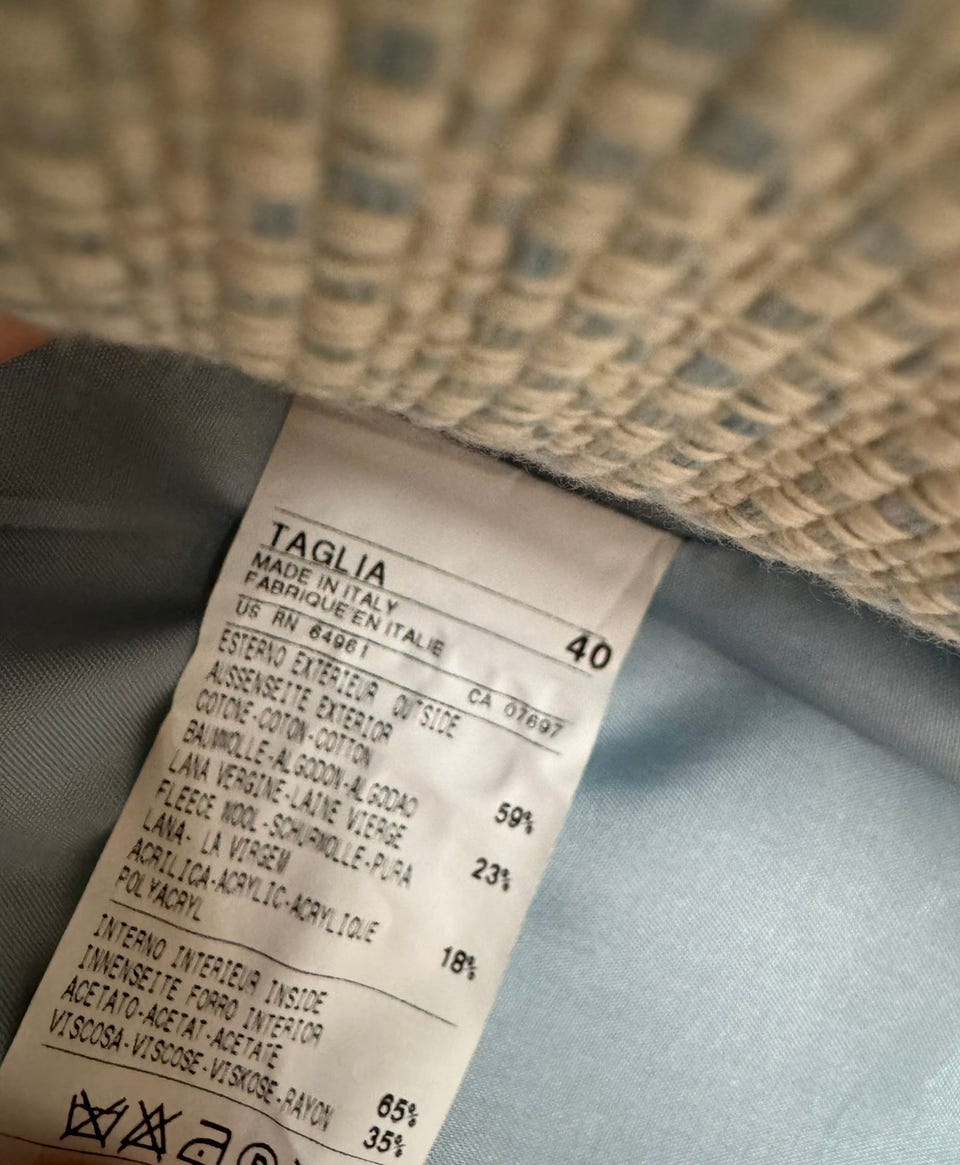 TAGLIA 40
MADE IN ITALY
FABRIQUE EN ITALIE
US RN 64961 CA 07697
ESTERNO EXTERIEUR OUTSIDE
AUSSENSEITE EXTERIOR
COTONE-COTON-COTTON
BAUMWOLLE-ALGODON-ALGODAO 59%
LANA VERGINE-LAINE VIERGE
FLEECE WOOL-SCHURWOLLE-PURA
LANA- LA VIRGEM 23%
ACRILICA-ACRYLIC-ACRYLIQUE
POLYACRYL 18%
INTERNO INTERIEUR INSIDE
INNENSEITE FORRO INTERIOR
ACETATO-ACETAT-ACETATE 65%
VISCOSA-VISCOSE-VISKOSE-RAYON 35%